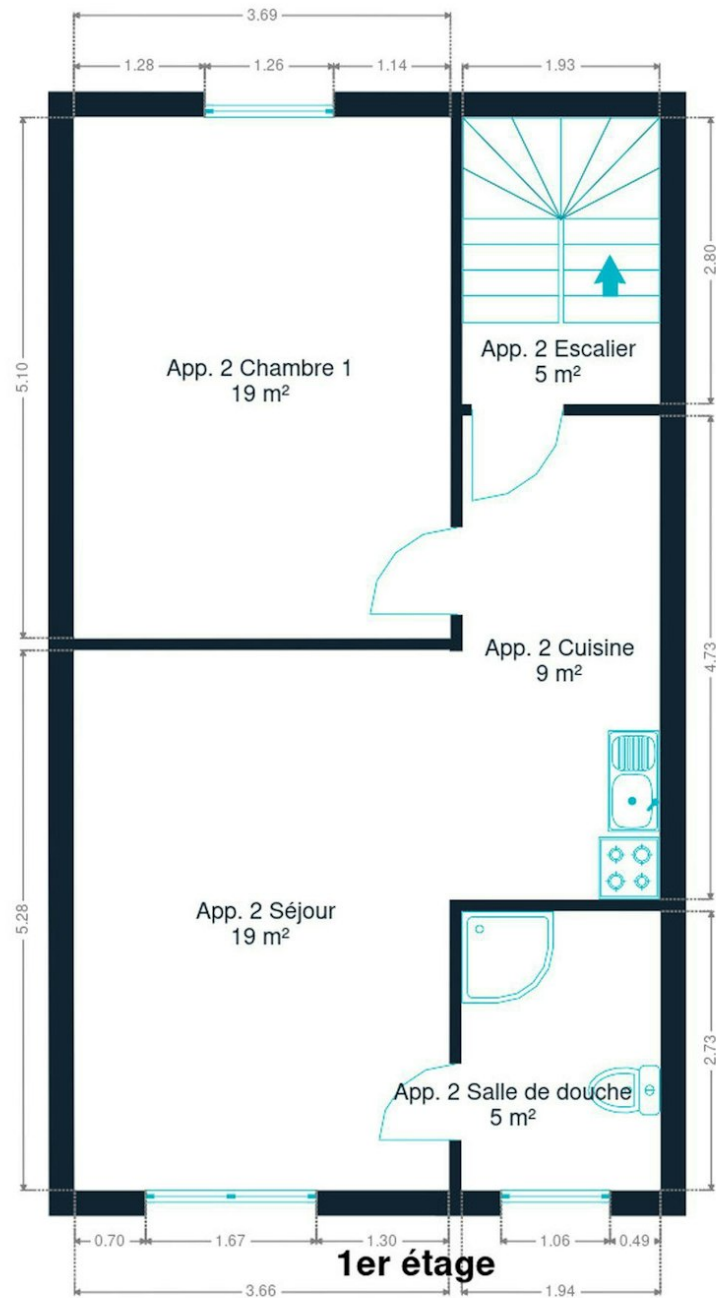 3.69
1.28
1.26
1.14
1.93
5.10
2.80
App. 2 Chambre 1
19 m²
App. 2 Escalier
5 m²
App. 2 Cuisine
9 m²
4.73
5.28
App. 2 Séjour
19 m²
2.73
App. 2 Salle de douche
5 m²
0.70
1.67
1.30
1.06
0.49
1er étage
3.66
1.94